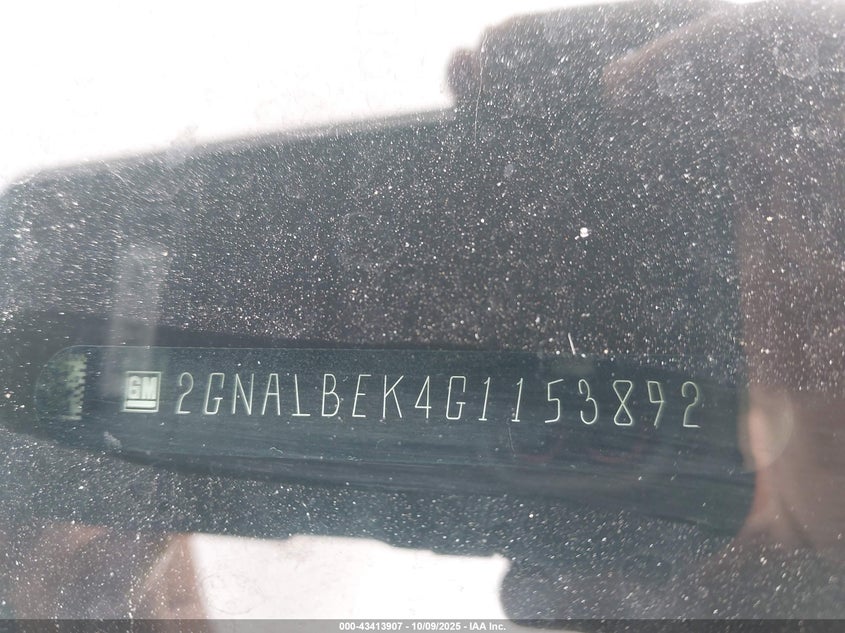 GM 2GNALBEK4G1153892
000-43413907 - 10/09/2025 - IAA Inc.